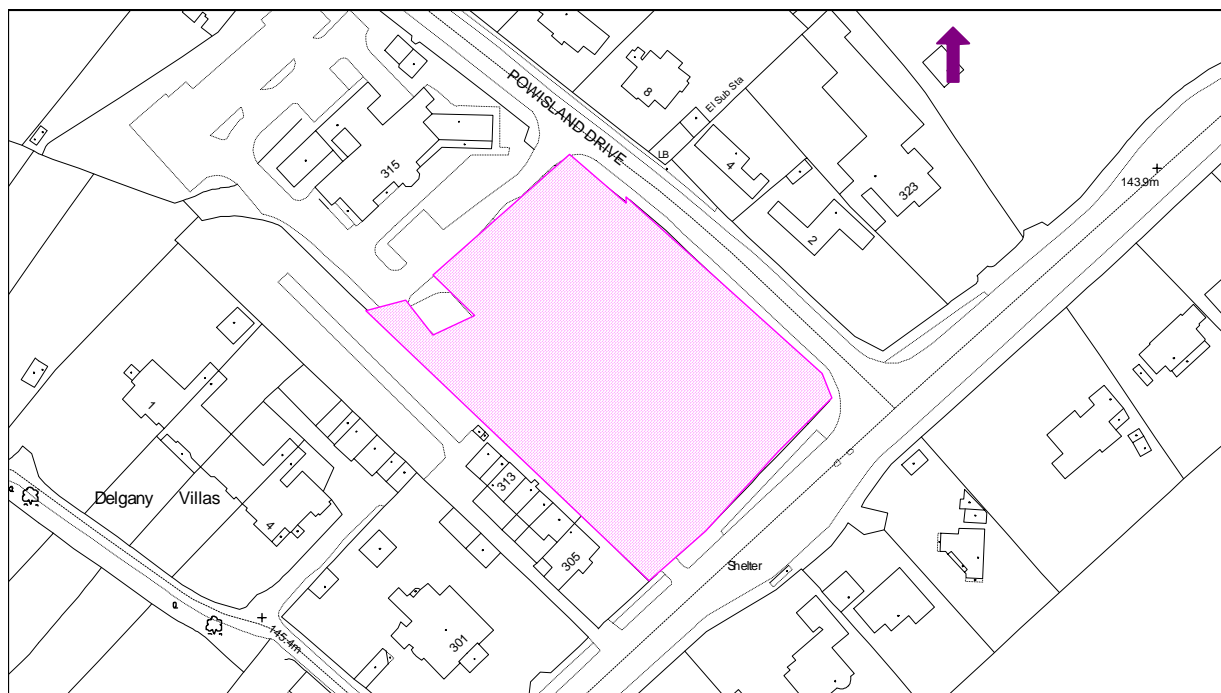 POWISLAND DRIVE
8
El Sub Sta
LB
4
315
323
2
143.9m
1
313
Delgany Villas
4
305
Shelter
145.4m
301